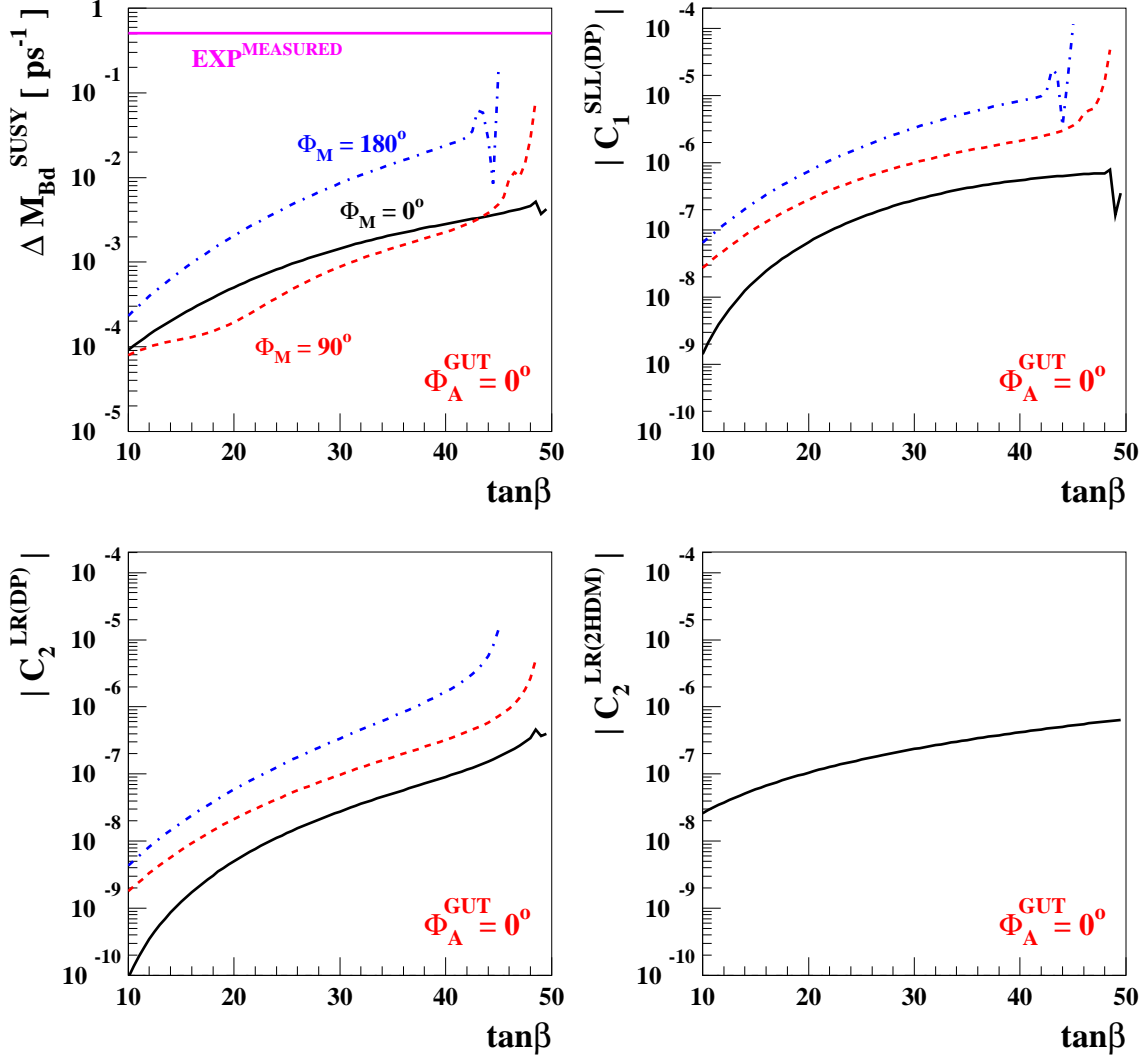 Δ M_Bd^SUSY [ ps^-1 ]
1
10^-1
10^-2
10^-3
10^-4
10^-5
EXP^MEASURED
Φ_M = 180°
Φ_M = 0°
Φ_M = 90°
Φ_A^GUT = 0°
10 20 30 40 50
tanβ
| C_1^SLL(DP) |
10^-4
10^-5
10^-6
10^-7
10^-8
10^-9
10^-10
Φ_A^GUT = 0°
10 20 30 40 50
tanβ
| C_2^LR(DP) |
10^-4
10^-5
10^-6
10^-7
10^-8
10^-9
10^-10
Φ_A^GUT = 0°
10 20 30 40 50
tanβ
| C_2^LR(2HDM) |
10^-4
10^-5
10^-6
10^-7
10^-8
10^-9
10^-10
Φ_A^GUT = 0°
10 20 30 40 50
tanβ